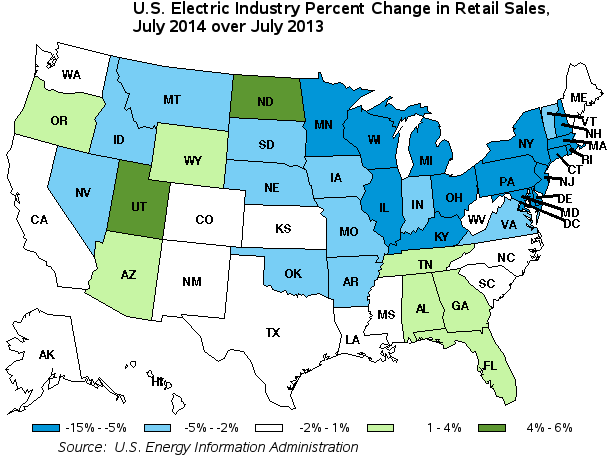 U.S. Electric Industry Percent Change in Retail Sales,
July 2014 over July 2013
WA
ME
MT
ND
VT
OR
MN
NH
ID
SD
WI
NY
MA
WY
MI
RI
CT
IA
PA
NJ
NE
NV
OH
DE
UT
IL
IN
MD
CO
WV
VA
DC
CA
KS
MO
KY
NC
TN
AZ
OK
NM
AR
SC
AL
GA
MS
TX
LA
AK
FL
HI
-15% - -5% -5% - -2% -2% - 1% 1 - 4% 4% - 6%
Source: U.S. Energy Information Administration